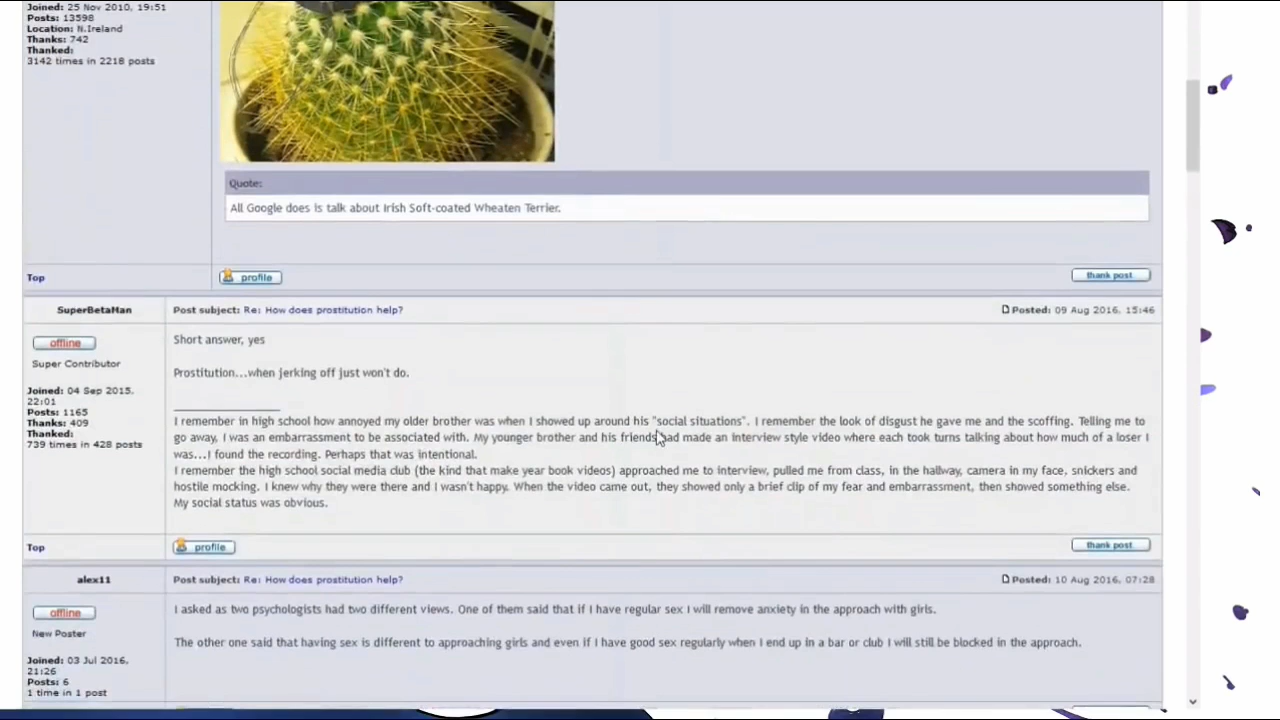 Joined: 25 Nov 2010, 19:51
Posts: 13598
Location: N.Ireland
Thanks: 742
Thanked:
3142 times in 2218 posts
Quote:
All Google does is talk about Irish Soft-coated Wheaten Terrier.
Top
profile
thank post
SuperBetaMan
Post subject: Re: How does prostitution help?
Posted: 09 Aug 2016, 15:46
offline
Super Contributor
Joined: 04 Sep 2015,
22:01
Posts: 1165
Thanks: 409
Thanked:
739 times in 428 posts
Short answer, yes
Prostitution...when jerking off just won't do.
I remember in high school how annoyed my older brother was when I showed up around his "social situations". I remember the look of disgust he gave me and the scoffing. Telling me to
go away, I was an embarrassment to be associated with. My younger brother and his friends had made an interview style video where each took turns talking about how much of a loser I
was...I found the recording. Perhaps that was intentional.
I remember the high school social media club (the kind that make year book videos) approached me to interview, pulled me from class, in the hallway, camera in my face, snickers and
hostile mocking. I knew why they were there and I wasn't happy. When the video came out, they showed only a brief clip of my fear and embarrassment, then showed something else.
My social status was obvious.
Top
profile
thank post
alex11
Post subject: Re: How does prostitution help?
Posted: 10 Aug 2016, 07:28
offline
New Poster
Joined: 03 Jul 2016,
21:26
Posts: 6
1 time in 1 post
I asked as two psychologists had two different views. One of them said that if I have regular sex I will remove anxiety in the approach with girls.
The other one said that having sex is different to approaching girls and even if I have good sex regularly when I end up in a bar or club I will still be blocked in the approach.